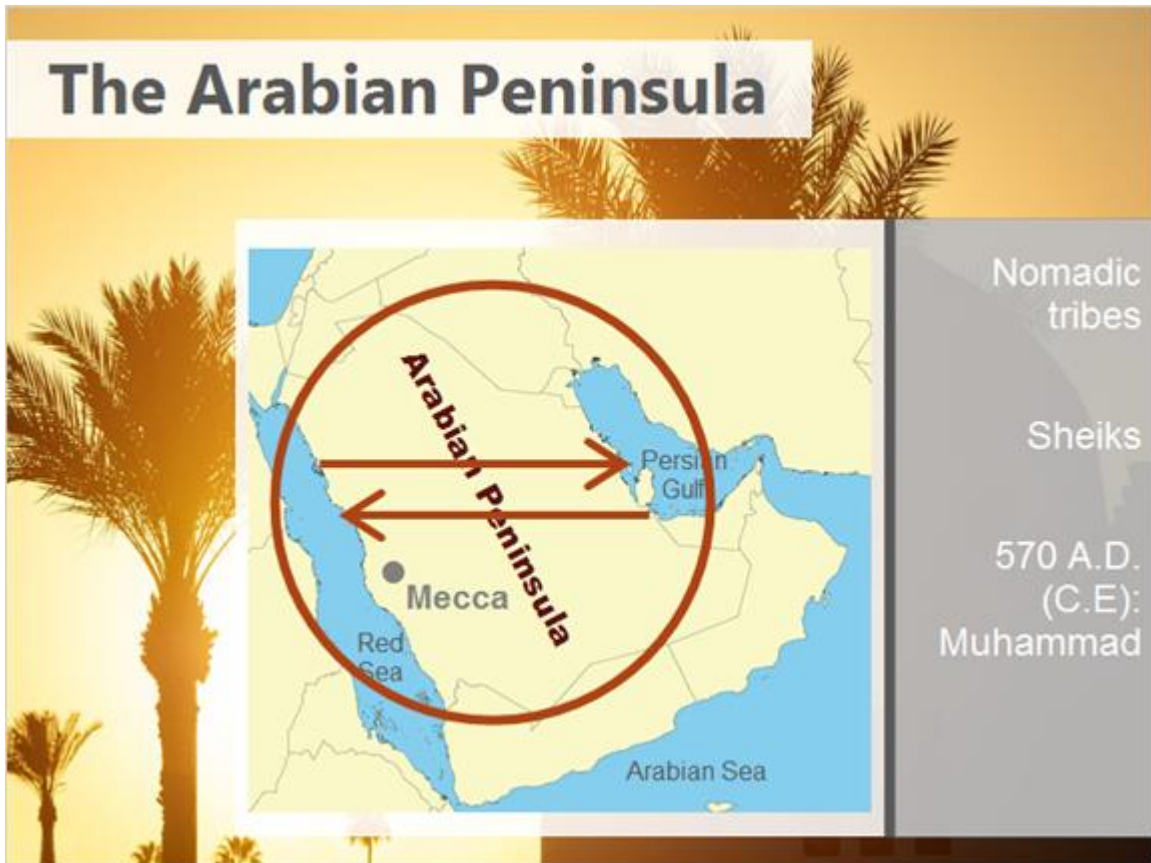 The Arabian Peninsula
Arabian Peninsula
Persian
Gulf
Mecca
Red
Sea
Arabian Sea
Nomadic
tribes
Sheiks
570 A.D.
(C.E):
Muhammad